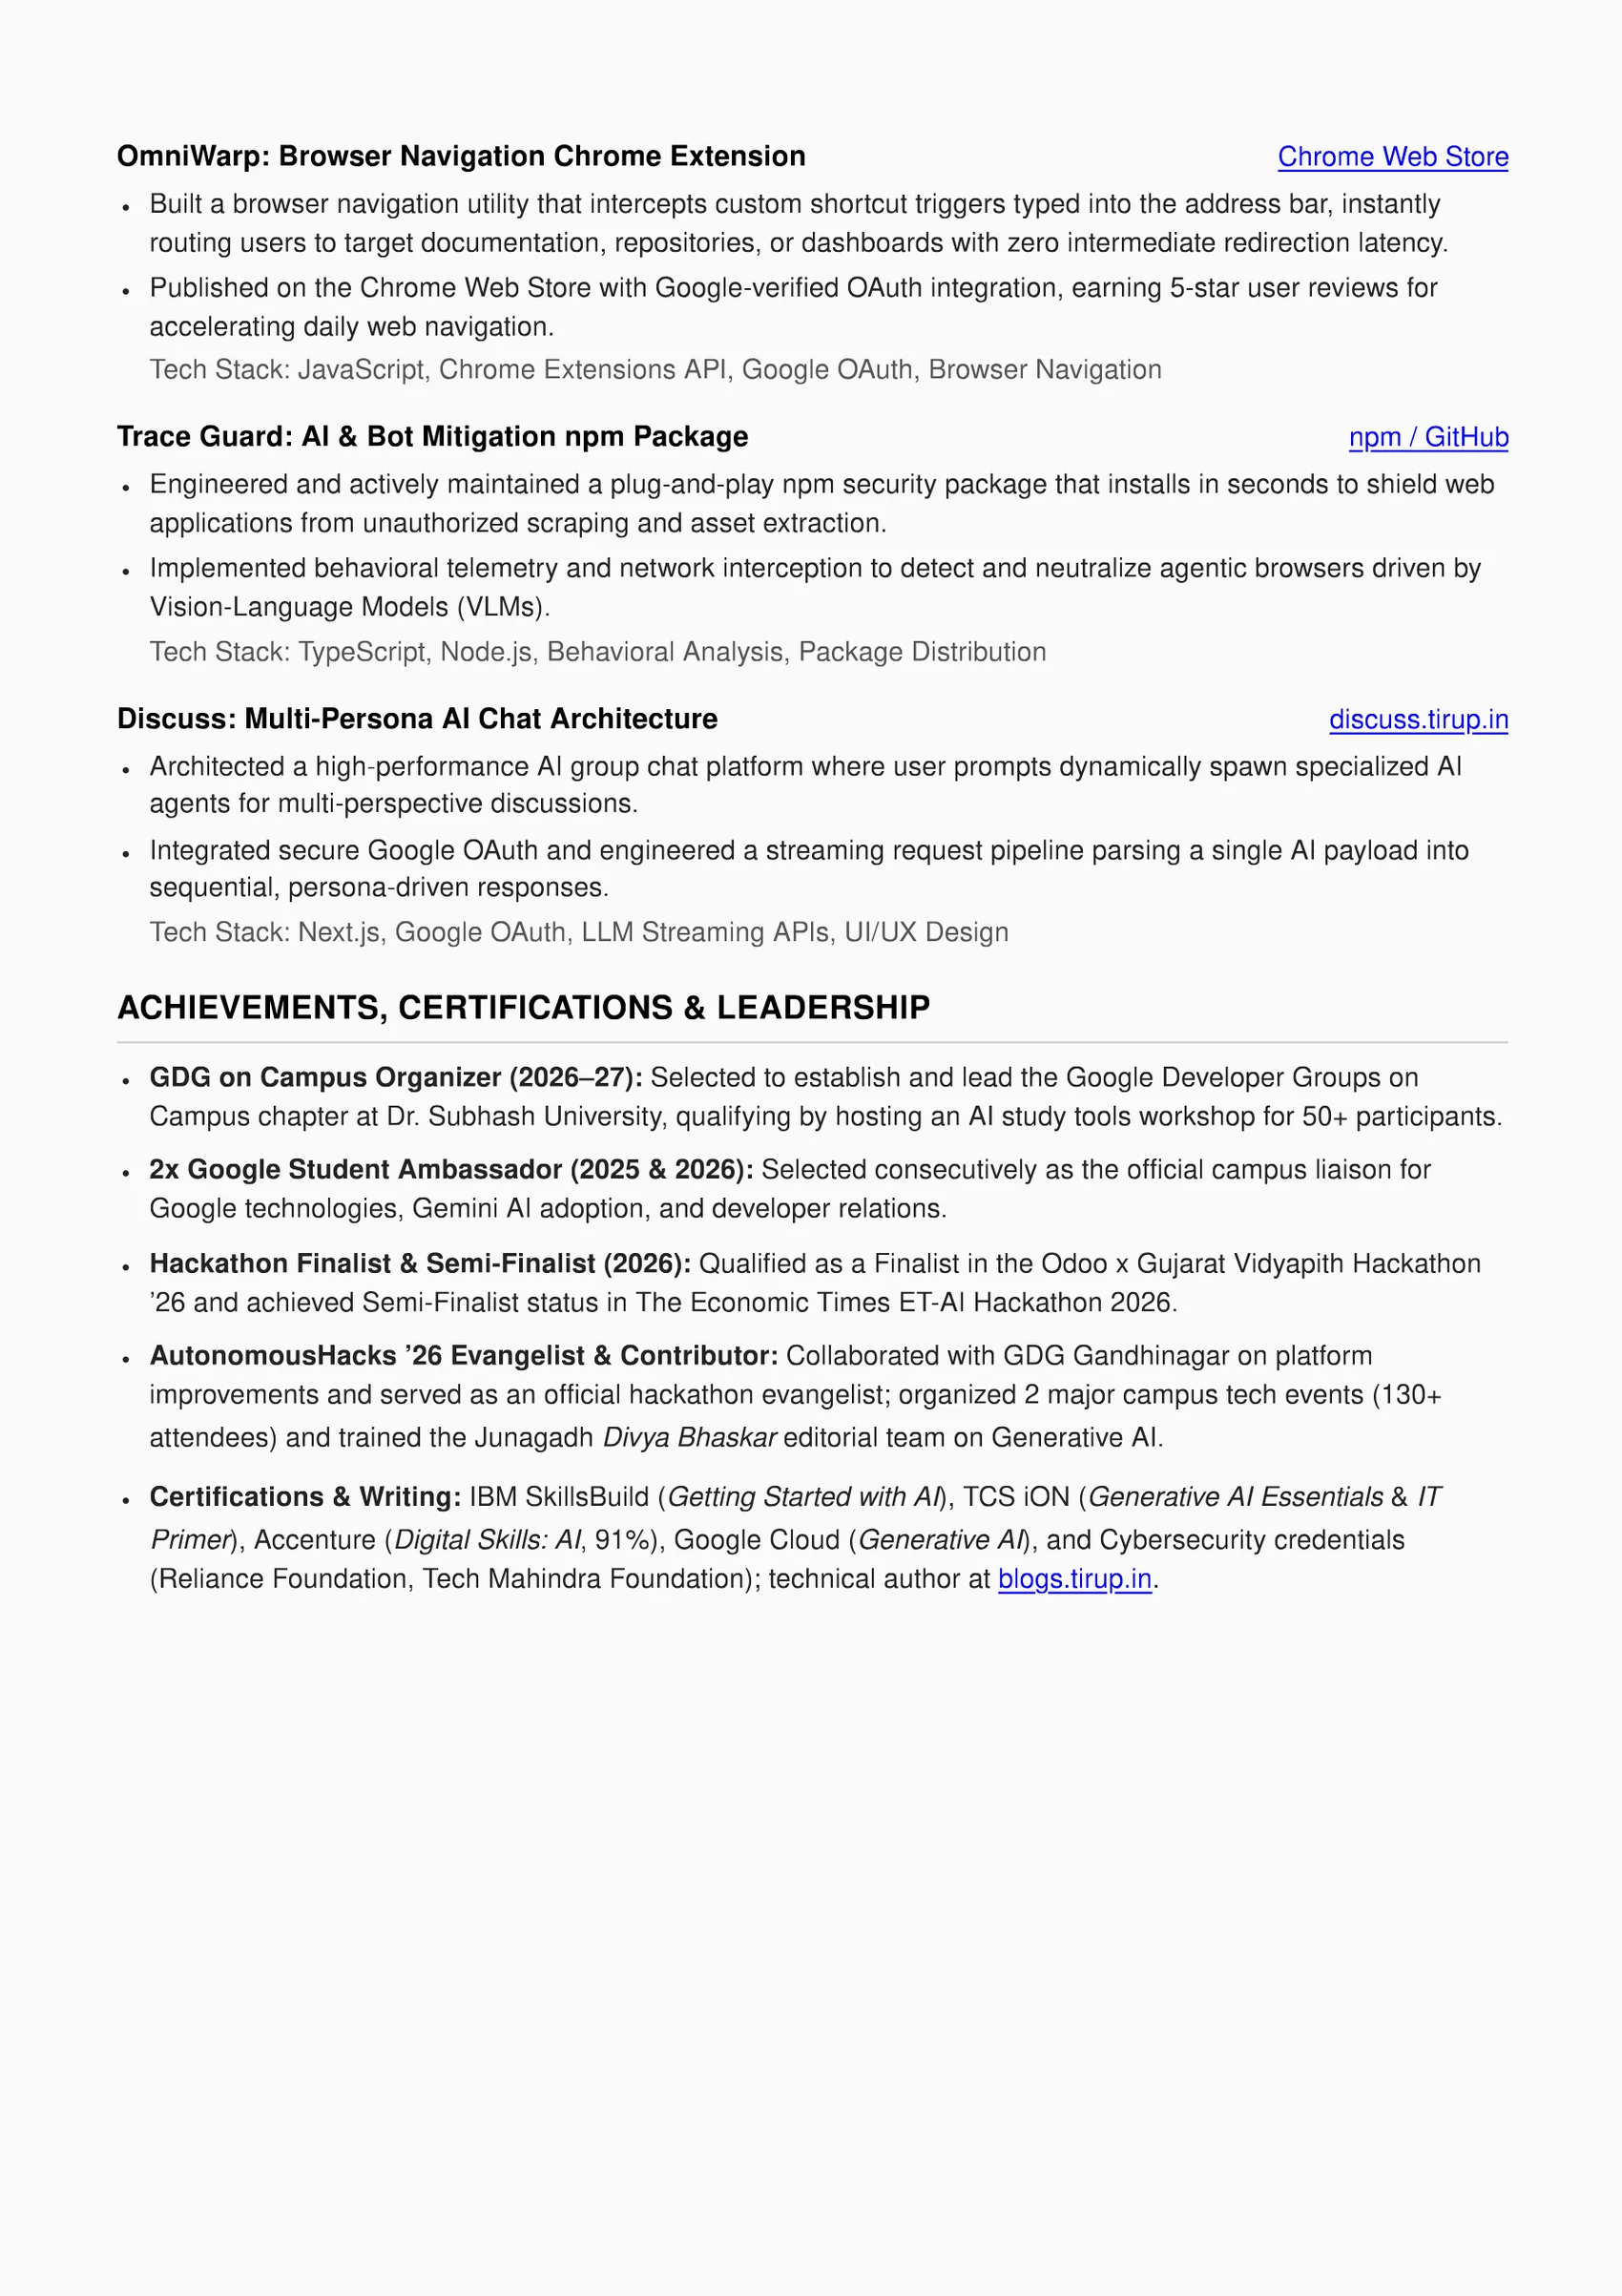 OmniWarp: Browser Navigation Chrome Extension Chrome Web Store
• Built a browser navigation utility that intercepts custom shortcut triggers typed into the address bar, instantly
routing users to target documentation, repositories, or dashboards with zero intermediate redirection latency.
• Published on the Chrome Web Store with Google-verified OAuth integration, earning 5-star user reviews for
accelerating daily web navigation.
Tech Stack: JavaScript, Chrome Extensions API, Google OAuth, Browser Navigation
Trace Guard: AI & Bot Mitigation npm Package npm / GitHub
• Engineered and actively maintained a plug-and-play npm security package that installs in seconds to shield web
applications from unauthorized scraping and asset extraction.
• Implemented behavioral telemetry and network interception to detect and neutralize agentic browsers driven by
Vision-Language Models (VLMs).
Tech Stack: TypeScript, Node.js, Behavioral Analysis, Package Distribution
Discuss: Multi-Persona AI Chat Architecture discuss.tirup.in
• Architected a high-performance AI group chat platform where user prompts dynamically spawn specialized AI
agents for multi-perspective discussions.
• Integrated secure Google OAuth and engineered a streaming request pipeline parsing a single AI payload into
sequential, persona-driven responses.
Tech Stack: Next.js, Google OAuth, LLM Streaming APIs, UI/UX Design
ACHIEVEMENTS, CERTIFICATIONS & LEADERSHIP
• GDG on Campus Organizer (2026–27): Selected to establish and lead the Google Developer Groups on
Campus chapter at Dr. Subhash University, qualifying by hosting an AI study tools workshop for 50+ participants.
• 2x Google Student Ambassador (2025 & 2026): Selected consecutively as the official campus liaison for
Google technologies, Gemini AI adoption, and developer relations.
• Hackathon Finalist & Semi-Finalist (2026): Qualified as a Finalist in the Odoo x Gujarat Vidyapith Hackathon
’26 and achieved Semi-Finalist status in The Economic Times ET-AI Hackathon 2026.
• AutonomousHacks ’26 Evangelist & Contributor: Collaborated with GDG Gandhinagar on platform
improvements and served as an official hackathon evangelist; organized 2 major campus tech events (130+
attendees) and trained the Junagadh Divya Bhaskar editorial team on Generative AI.
• Certifications & Writing: IBM SkillsBuild (Getting Started with AI), TCS iON (Generative AI Essentials & IT
Primer), Accenture (Digital Skills: AI, 91%), Google Cloud (Generative AI), and Cybersecurity credentials
(Reliance Foundation, Tech Mahindra Foundation); technical author at blogs.tirup.in.